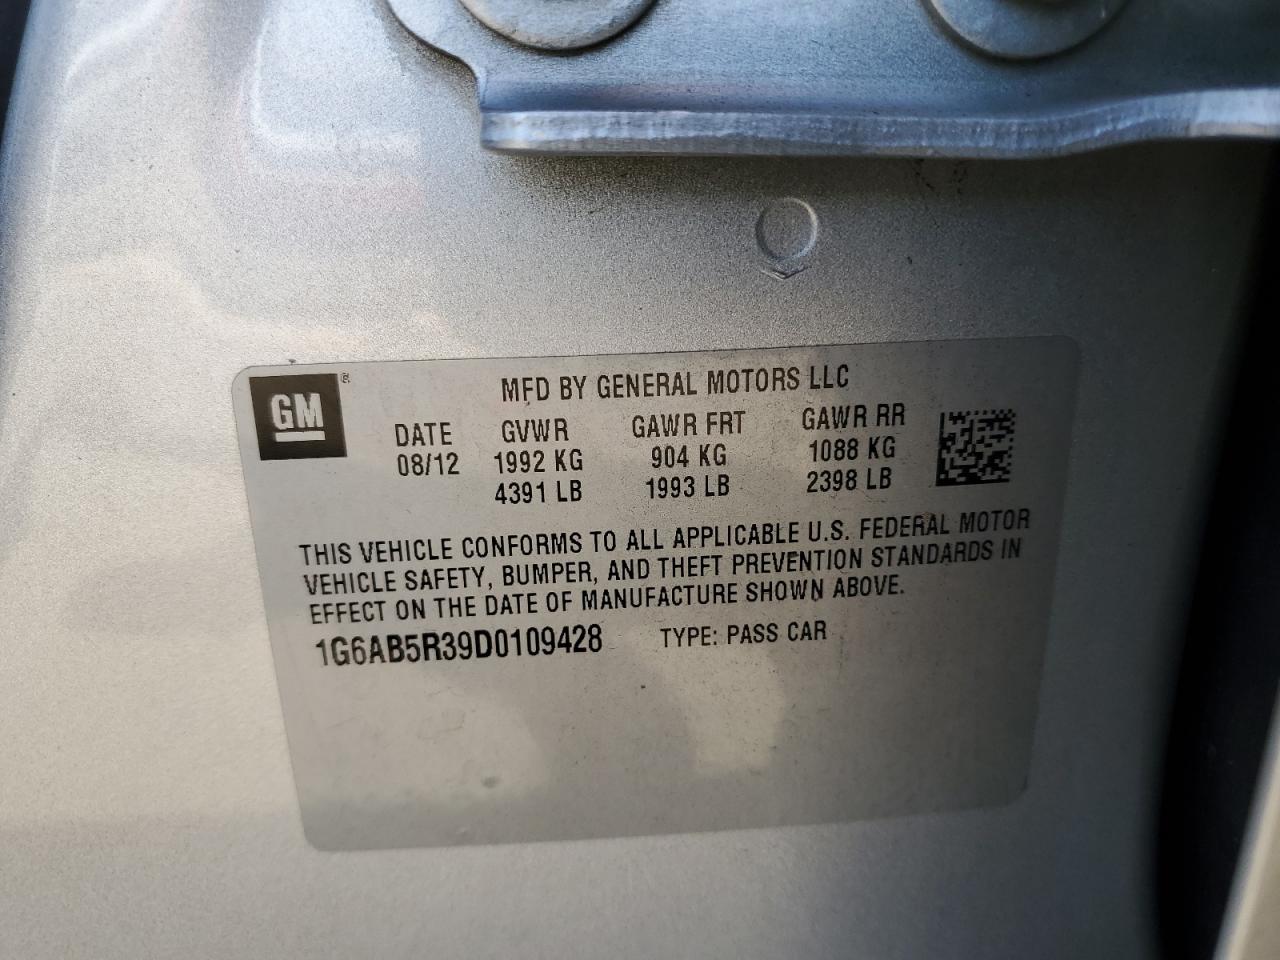 GM ®
MFD BY GENERAL MOTORS LLC
DATE GVWR GAWR FRT GAWR RR
08/12 1992 KG 904 KG 1088 KG
4391 LB 1993 LB 2398 LB
THIS VEHICLE CONFORMS TO ALL APPLICABLE U.S. FEDERAL MOTOR
VEHICLE SAFETY, BUMPER, AND THEFT PREVENTION STANDARDS IN
EFFECT ON THE DATE OF MANUFACTURE SHOWN ABOVE.
1G6AB5R39D0109428 TYPE: PASS CAR